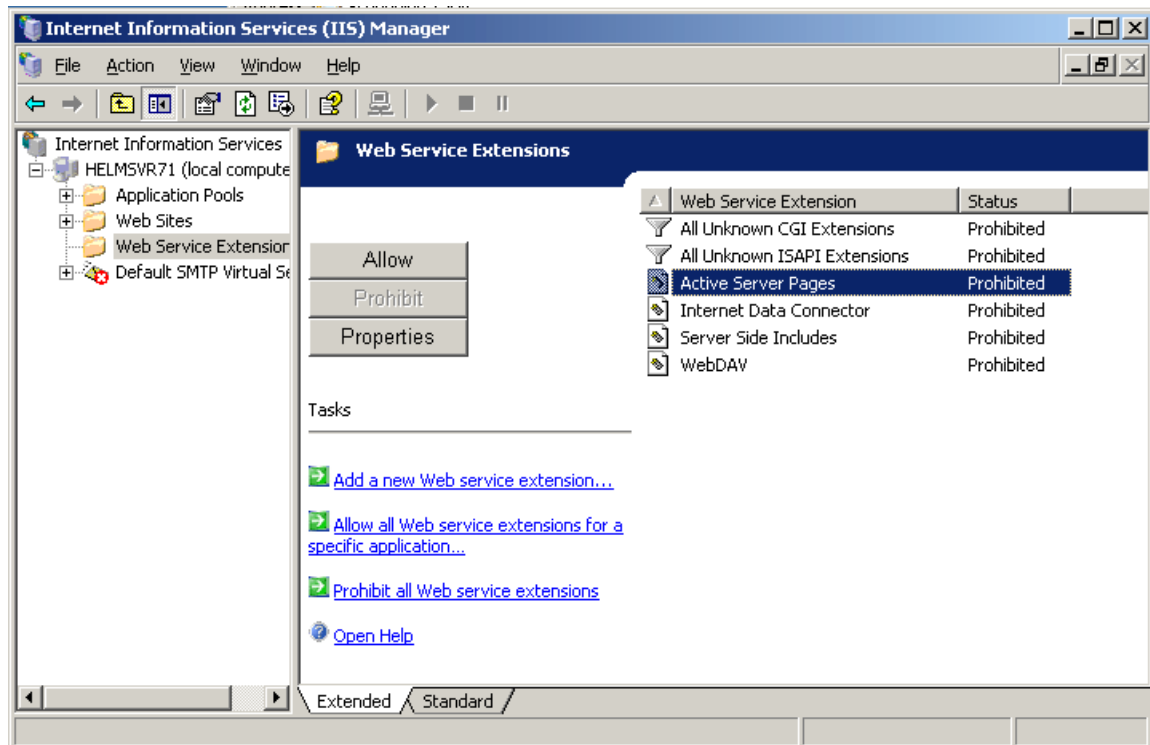 Internet Information Services (IIS) Manager
File Action View Window Help
Internet Information Services
HELMSVR71 (local compute
Application Pools
Web Sites
Web Service Extension
Default SMTP Virtual Se
Web Service Extensions
Allow
Prohibit
Properties
Tasks
Add a new Web service extension...
Allow all Web service extensions for a
specific application...
Prohibit all Web service extensions
Open Help
Web Service Extension Status
All Unknown CGI Extensions Prohibited
All Unknown ISAPI Extensions Prohibited
Active Server Pages Prohibited
Internet Data Connector Prohibited
Server Side Includes Prohibited
WebDAV Prohibited
Extended Standard